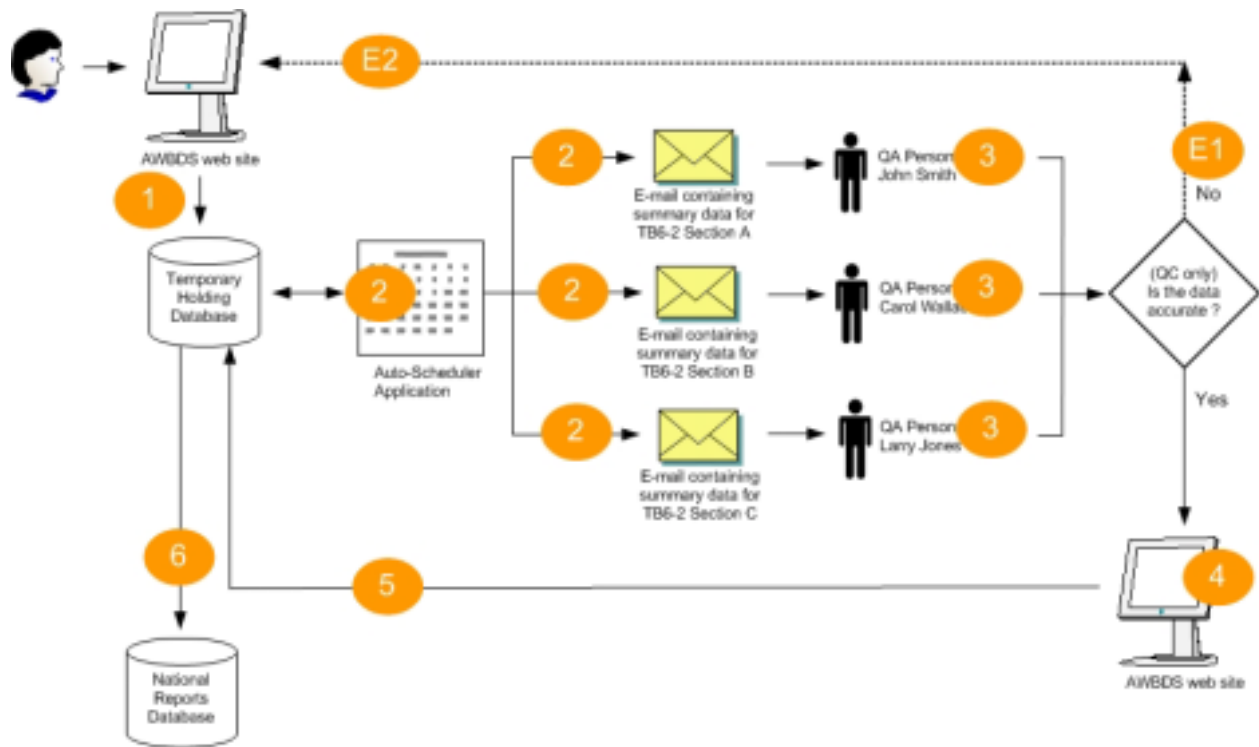 E2
AWBDS web site
1
2
E-mail containing
summary data for
TB6-2 Section A
QA Person
John Smith
3
E1
No
Temporary
Holding
Database
2
Auto-Scheduler
Application
2
E-mail containing
summary data for
TB6-2 Section B
QA Person
Carol
3
(QC only)
Is the data
accurate ?
Yes
2
E-mail containing
summary data for
TB6-2 Section C
QA Person
Larry Jones
3
6
5
4
AWBDS web site
National
Reports
Database